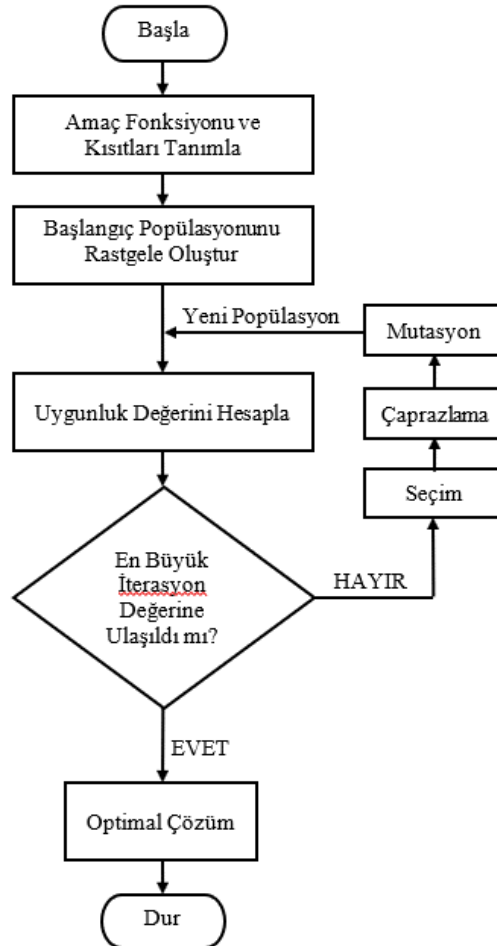 Başla
Amaç Fonksiyonu ve
Kısıtları Tanımla
Başlangıç Popülasyonunu
Rastgele Oluştur
Yeni Popülasyon
Mutasyon
Uygunluk Değerini Hesapla
Çaprazlama
Seçim
En Büyük
İterasyon
Değerine
Ulaşıldı mı?
HAYIR
EVET
Optimal Çözüm
Dur